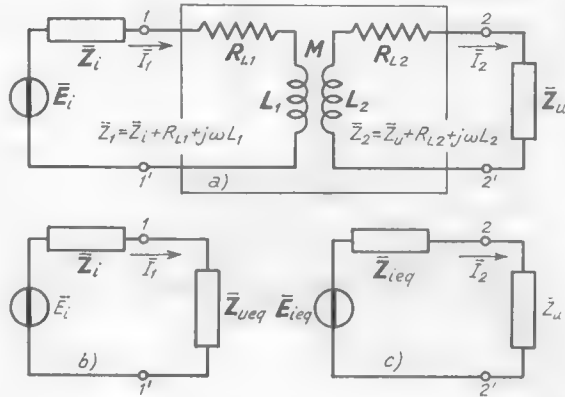 1
2
Z̄i
Ī1
RL1
M
RL2
Ī2
Ēi
L1
L2
Z̄u
Z̄1=Z̄i+RL1+jωL1
Z̄2=Z̄u+RL2+jωL2
1'
a)
2'
1
2
Z̄i
Ī1
Z̄ieq
Ī2
Ēi
Z̄ueq
Ēieq
Z̄u
b)
c)
1'
2'